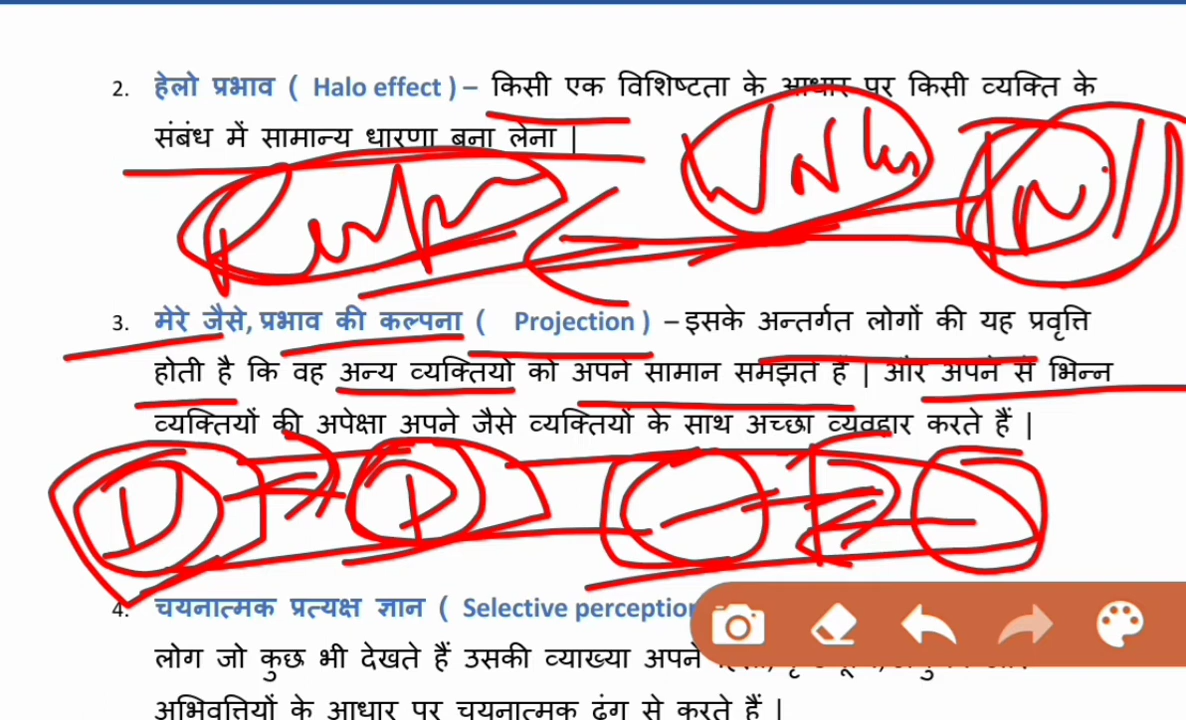 2. हेलो प्रभाव ( Halo effect ) – किसी एक विशिष्टता के आधार पर किसी व्यक्ति के
संबंध में सामान्य धारणा बना लेना |
3. मेरे जैसे, प्रभाव की कल्पना ( Projection ) – इसके अन्तर्गत लोगों की यह प्रवृत्ति
होती है कि वह अन्य व्यक्तियो को अपने सामान समझते हैं | और अपने से भिन्न
व्यक्तियों की अपेक्षा अपने जैसे व्यक्तियों के साथ अच्छा व्यवहार करते हैं |
4. चयनात्मक प्रत्यक्ष ज्ञान ( Selective perception
लोग जो कुछ भी देखते हैं उसकी व्याख्या अपने
अभिवृत्तियों के आधार पर चयनात्मक ढंग से करते हैं |